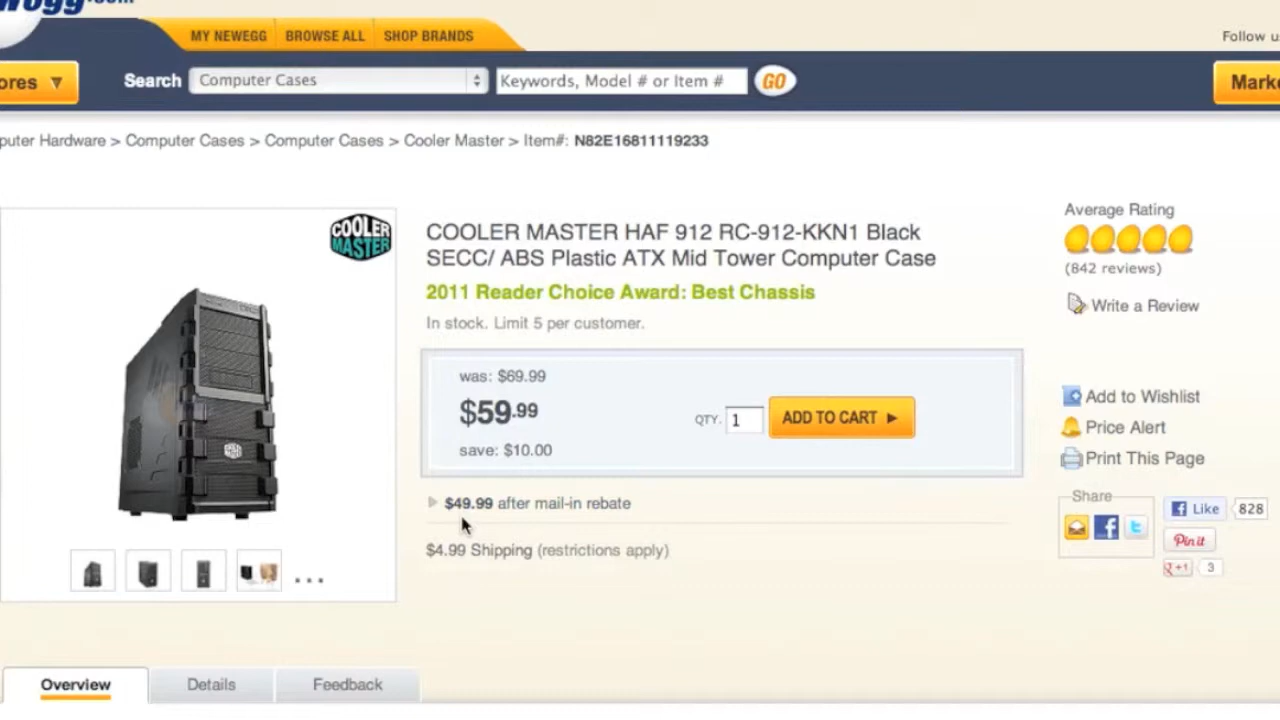 wegg.com
MY NEWEGG BROWSE ALL SHOP BRANDS
Follow us
ores ▼ Search Computer Cases Keywords, Model # or Item # GO Marke
puter Hardware > Computer Cases > Computer Cases > Cooler Master > Item#: N82E16811119233
COOLER
MASTER
COOLER MASTER HAF 912 RC-912-KKN1 Black
SECC/ ABS Plastic ATX Mid Tower Computer Case
2011 Reader Choice Award: Best Chassis
In stock. Limit 5 per customer.
was: $69.99
$59.99
save: $10.00
QTY. 1 ADD TO CART ►
$49.99 after mail-in rebate
$4.99 Shipping (restrictions apply)
Average Rating
(842 reviews)
Write a Review
Add to Wishlist
Price Alert
Print This Page
Share
Like 828
Pin it
+1 3
...
Overview Details Feedback